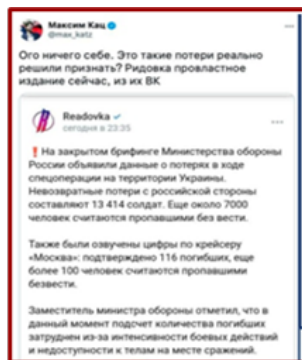 Максим Кац
@max_katz
Ого ничего себе. Это такие потери реально
решили признать? Ридовка провластное
издание сейчас, из их ВК
Readovka
сегодня в 23:35
❗На закрытом брифинге Министерства обороны
России объявили данные о потерях в ходе
спецоперации на территории Украины.
Невозвратные потери с российской стороны
составляют 13 414 солдат. Еще около 7000
человек считаются пропавшими без вести.
Также были озвучены цифры по крейсеру
«Москва»: подтверждено 116 погибших, еще
более 100 человек считаются пропавшими
безвести.
Заместитель министра обороны отметил, что в
данный момент подсчет количества погибших
затруднен из-за интенсивности боевых действий
и недоступности к телам на месте сражений.